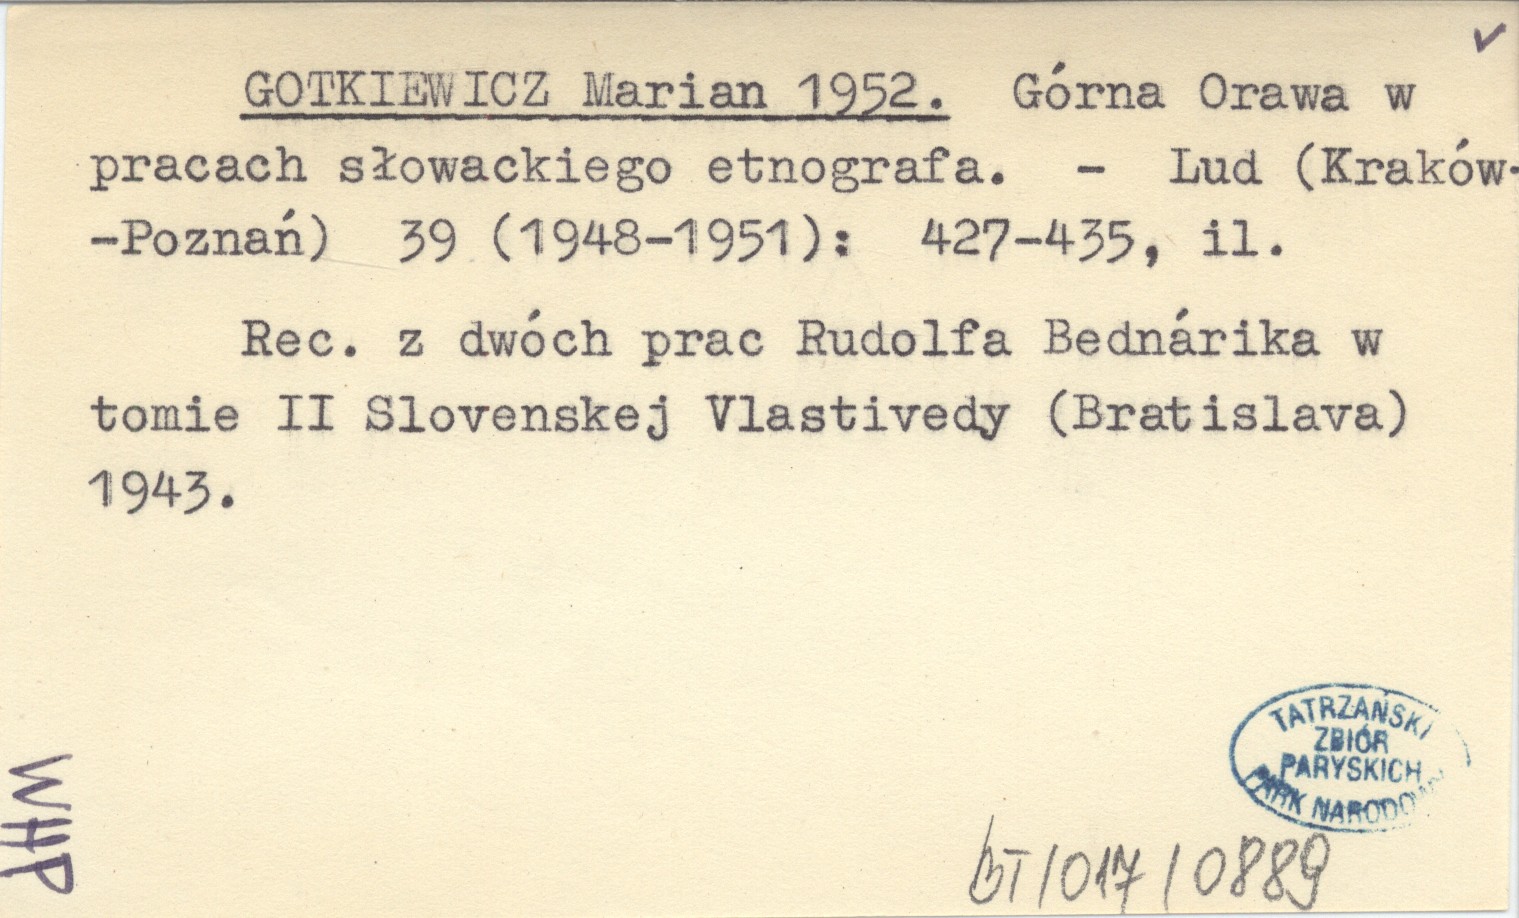 GOTKIEWICZ Marian 1952. Górna Orawa w
pracach słowackiego etnografa. - Lud (Kraków-
-Poznań) 39 (1948-1951): 427-435, il.
Rec. z dwóch prac Rudolfa Bednárika w
tomie II Slovenskej Vlastivedy (Bratislava)
1943.
TATRZAŃSKI
ZBIÓR
PARYSKICH
PARK NARODOWY
WHP
BT/017/0889